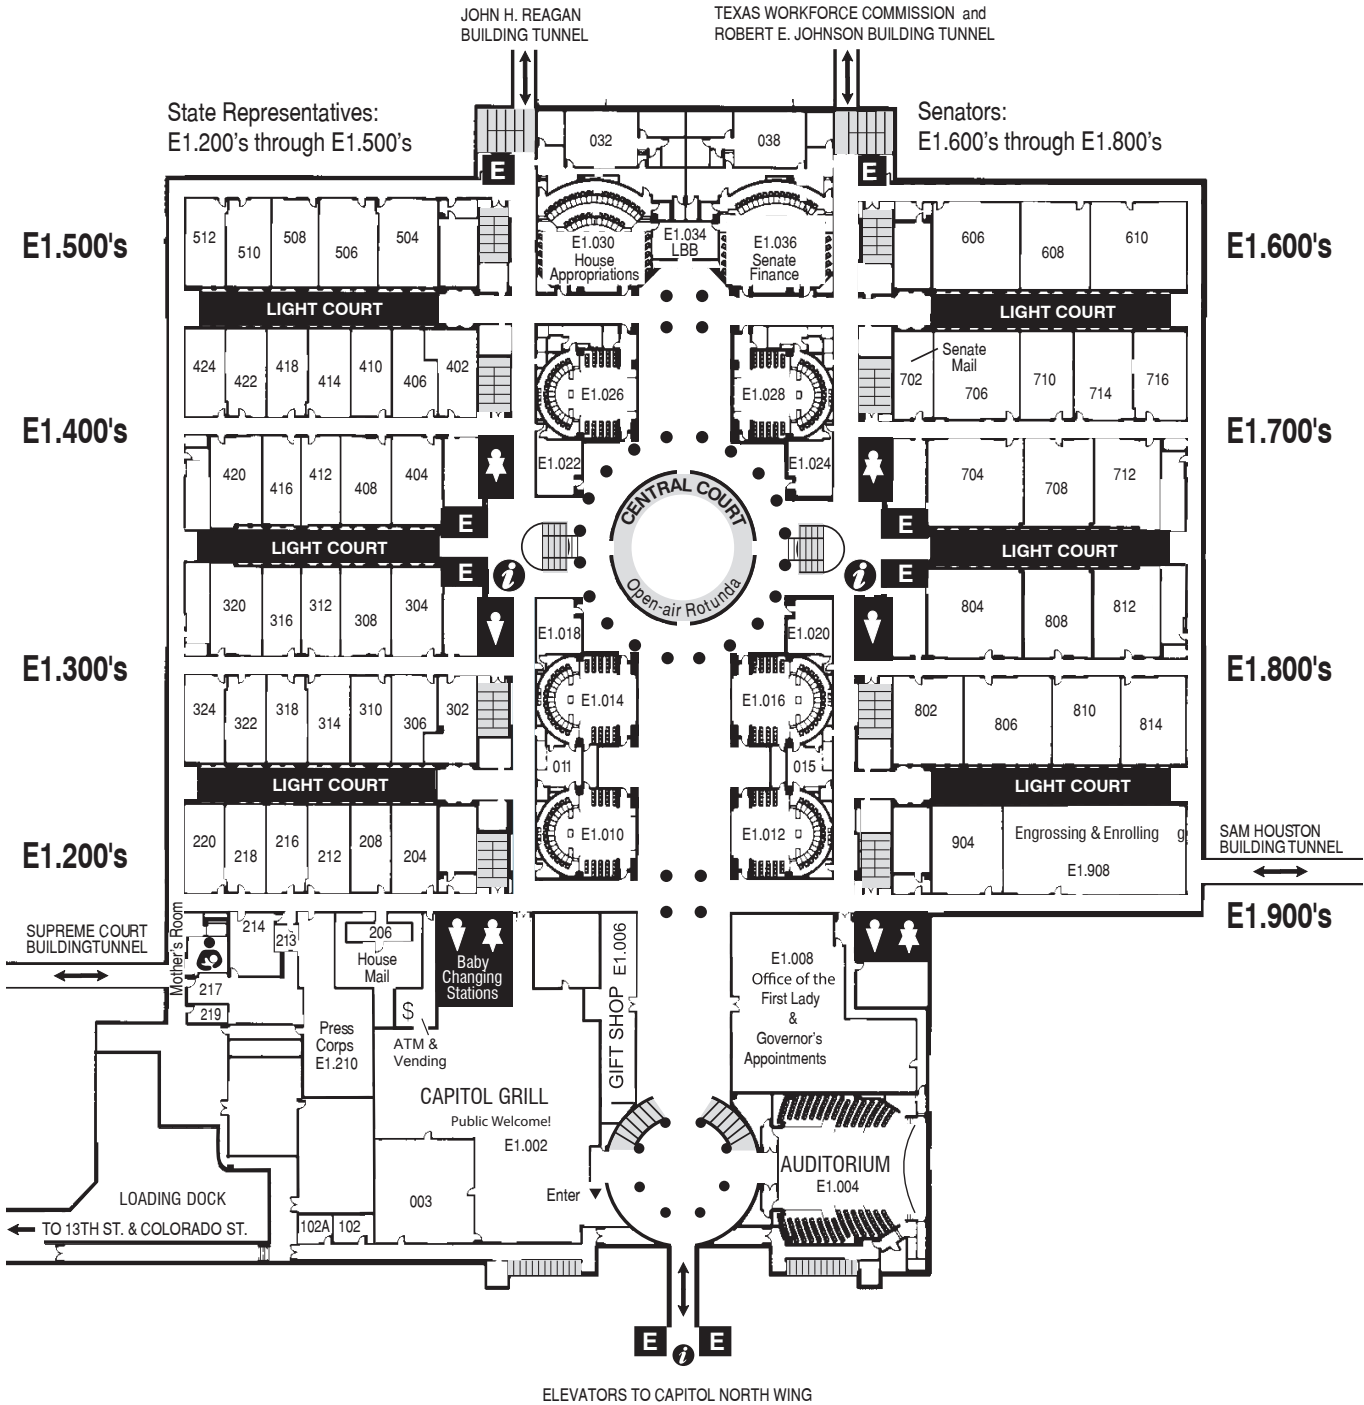 JOHN H. REAGAN
BUILDING TUNNEL
TEXAS WORKFORCE COMMISSION and
ROBERT E. JOHNSON BUILDING TUNNEL
State Representatives:
E1.200's through E1.500's
Senators:
E1.600's through E1.800's
032
038
E
E
E1.500's
512
510
508
506
504
E1.030
House
Appropriations
E1.034
LBB
E1.036
Senate
Finance
606
608
610
E1.600's
LIGHT COURT
LIGHT COURT
424
422
418
414
410
406
402
E1.026
E1.028
702
Senate
Mail
706
710
714
716
E1.400's
E1.700's
420
416
412
408
404
E1.022
E1.024
704
708
712
E
E
CENTRAL COURT
Open-air Rotunda
LIGHT COURT
LIGHT COURT
E
i
i
E
320
316
312
308
304
E1.018
E1.020
804
808
812
E1.300's
E1.800's
324
322
318
314
310
306
302
E1.014
E1.016
802
806
810
814
011
015
LIGHT COURT
LIGHT COURT
E1.200's
220
218
216
212
208
204
E1.010
E1.012
904
Engrossing & Enrolling g
E1.908
SAM HOUSTON
BUILDING TUNNEL
E1.900's
SUPREME COURT
BUILDINGTUNNEL
Mother's Room
214
213
217
219
206
House
Mail
Baby
Changing
Stations
$
ATM &
Vending
Press
Corps
E1.210
GIFT SHOP E1.006
E1.008
Office of the
First Lady
&
Governor's
Appointments
CAPITOL GRILL
Public Welcome!
E1.002
003
Enter
AUDITORIUM
E1.004
LOADING DOCK
TO 13TH ST. & COLORADO ST.
102A
102
E
i
E
ELEVATORS TO CAPITOL NORTH WING